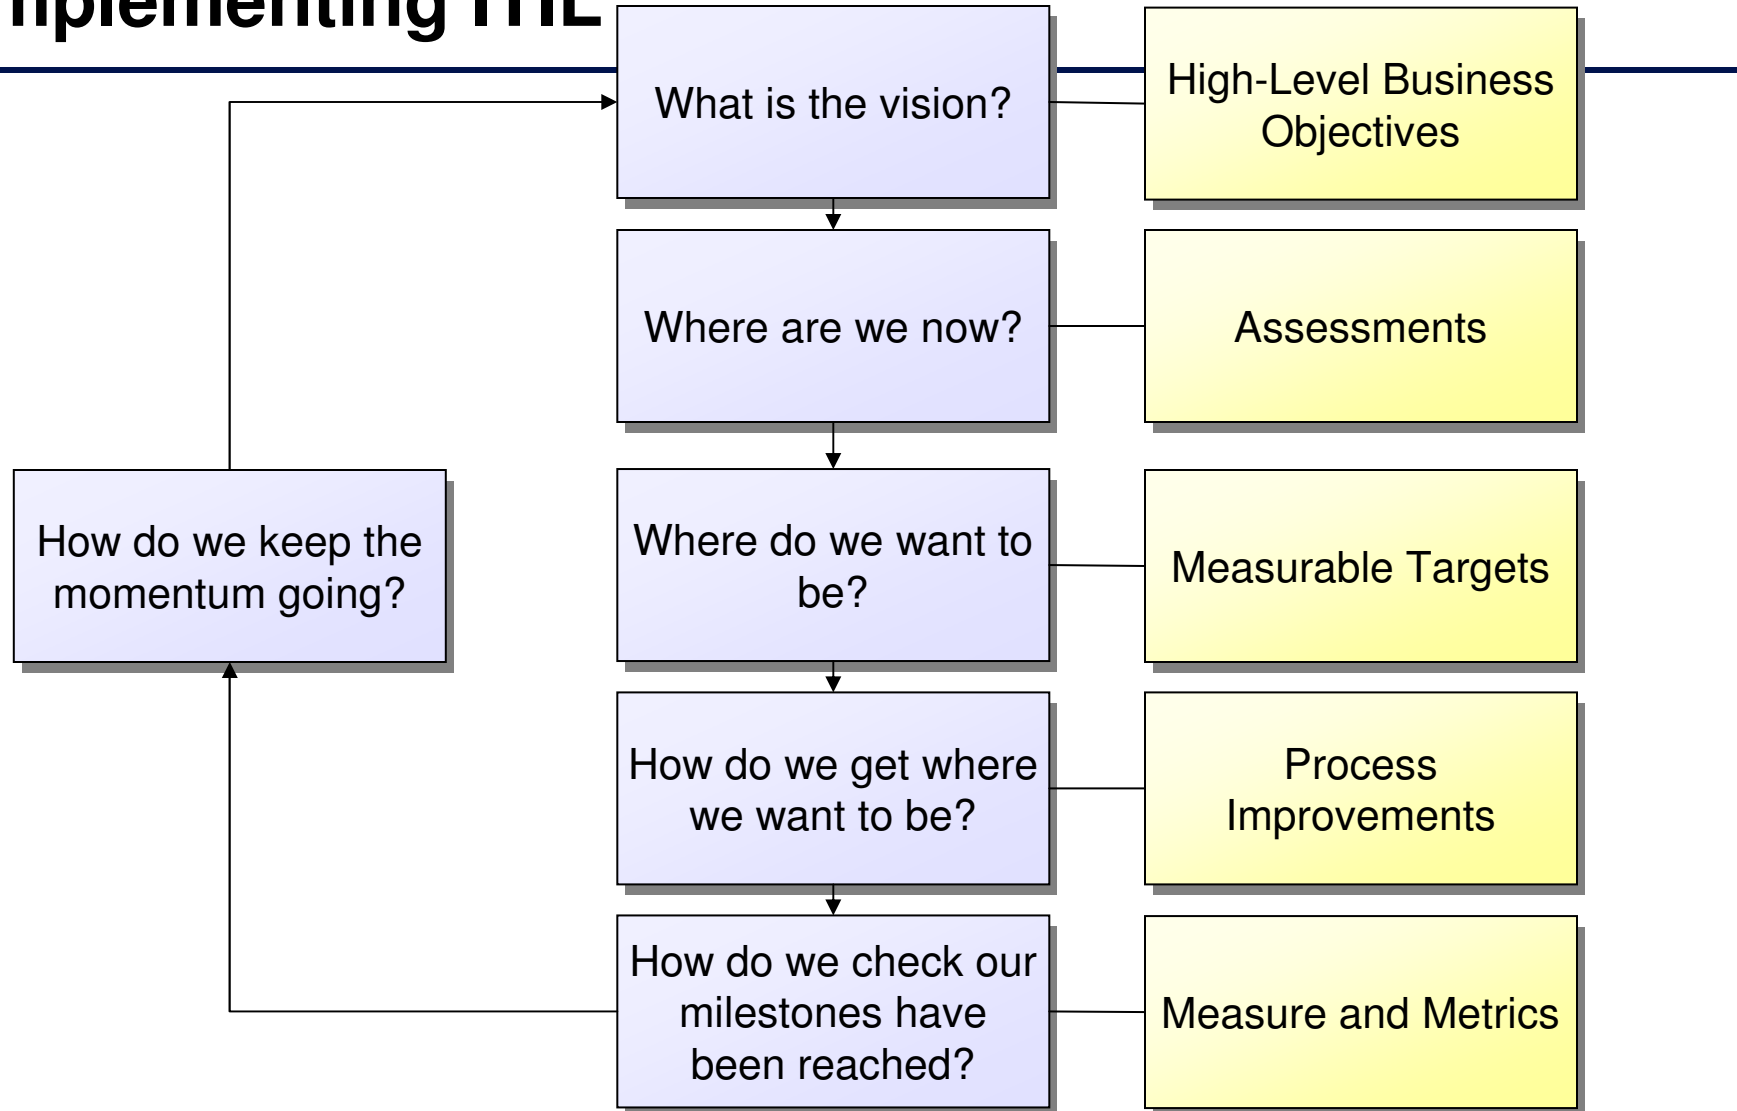 nplementing ITIL
What is the vision?
High-Level Business
Objectives
Where are we now?
Assessments
How do we keep the
momentum going?
Where do we want to
be?
Measurable Targets
How do we get where
we want to be?
Process
Improvements
How do we check our
milestones have
been reached?
Measure and Metrics